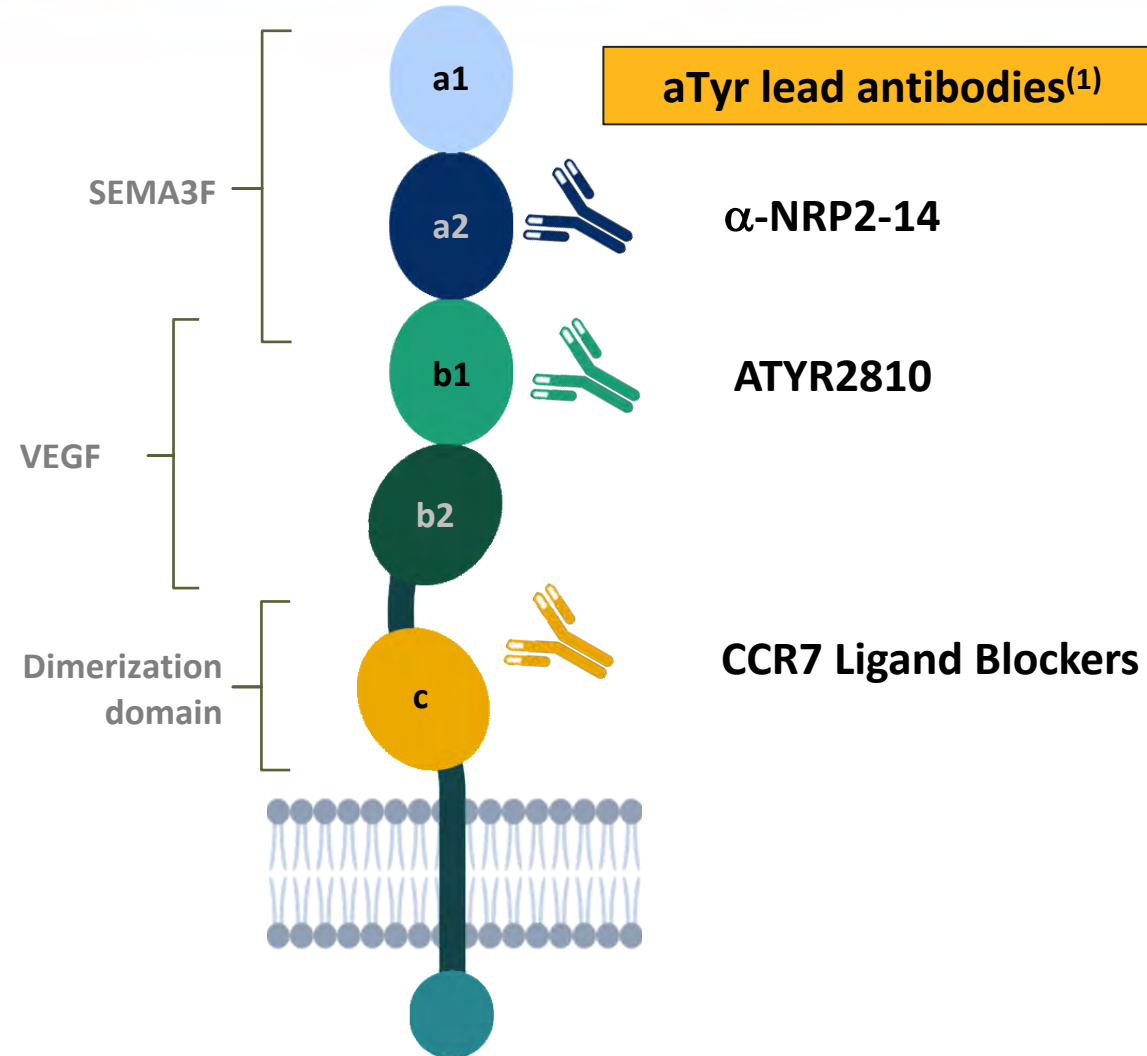 a1
aTyr lead antibodies(1)
SEMA3F
a2
α-NRP2-14
b1
ATYR2810
VEGF
b2
Dimerization
domain
c
CCR7 Ligand Blockers